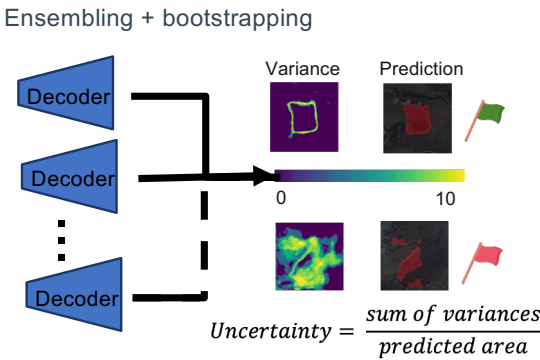 Ensembling + bootstrapping
Variance
Prediction
Decoder
Decoder
Decoder
0
10
Uncertainty = sum of variances / predicted area